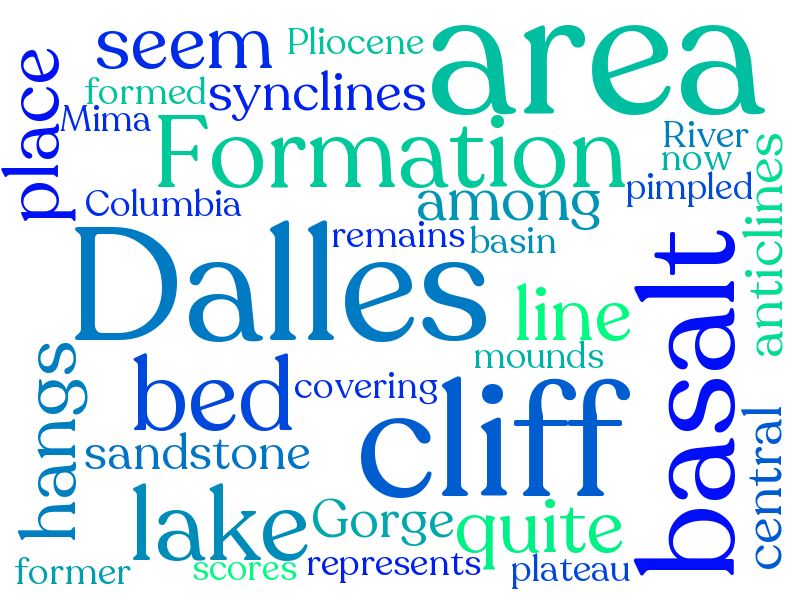 seem
Pliocene
area
place
formed
synclines
Mima
Formation
River
now
anticlines
pimpled
Columbia
among
remains
basin
Dalles
basalt
line
hangs
bed
mounds
covering
cliff
sandstone
central
lake
Gorge
quite
former
scores
represents
plateau